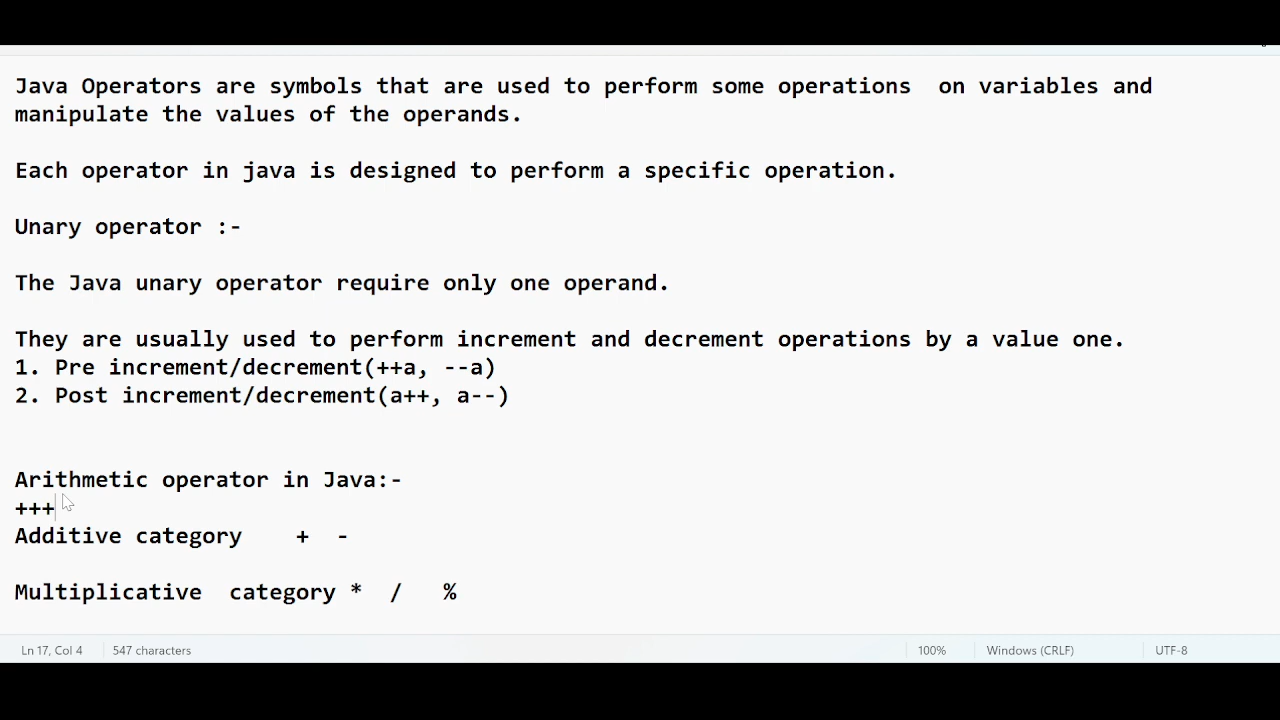 Java Operators are symbols that are used to perform some operations  on variables and
manipulate the values of the operands.
Each operator in java is designed to perform a specific operation.
Unary operator :-
The Java unary operator require only one operand.
They are usually used to perform increment and decrement operations by a value one.
1. Pre increment/decrement(++a, --a)
2. Post increment/decrement(a++, a--)
Arithmetic operator in Java:-
+++
Additive category    +  -
Multiplicative  category *  /   %
Ln 17, Col 4 547 characters 100% Windows (CRLF) UTF-8